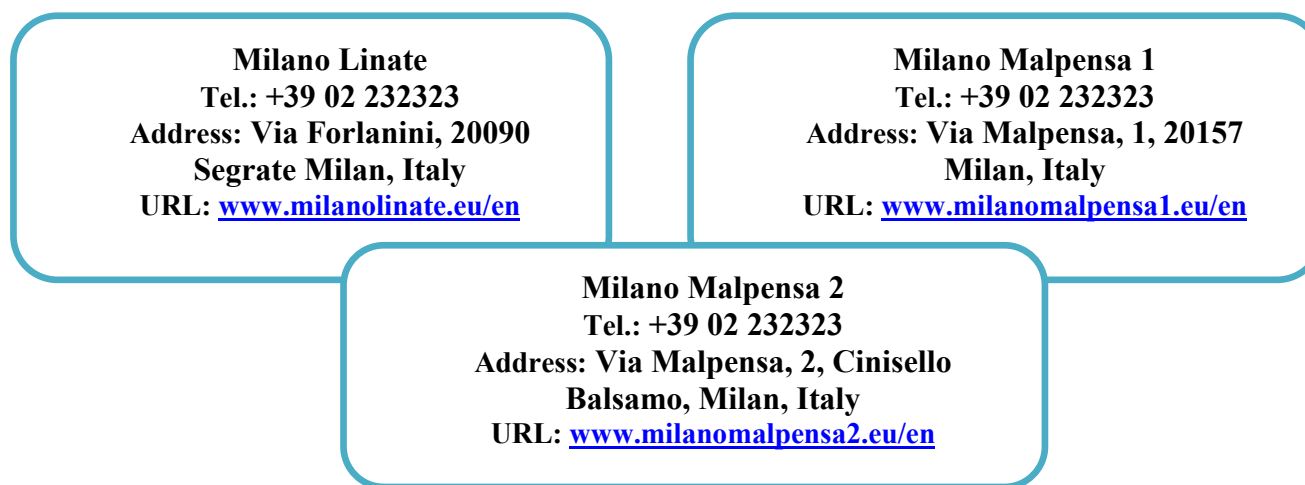 Milano Linate
Tel.: +39 02 232323
Address: Via Forlanini, 20090
Segrate Milan, Italy
URL: www.milanolinate.eu/en
Milano Malpensa 1
Tel.: +39 02 232323
Address: Via Malpensa, 1, 20157
Milan, Italy
URL: www.milanomalpensa1.eu/en
Milano Malpensa 2
Tel.: +39 02 232323
Address: Via Malpensa, 2, Cinisello
Balsamo, Milan, Italy
URL: www.milanomalpensa2.eu/en